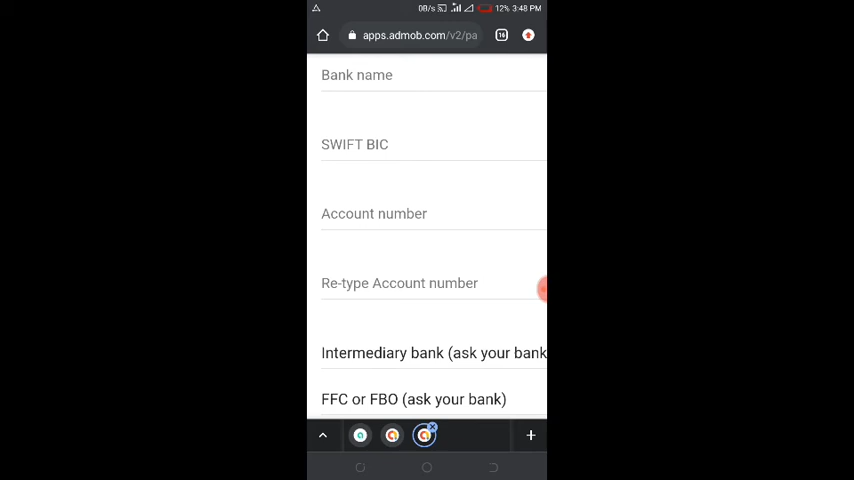 0B/s 12% 3:48 PM
apps.admob.com/v2/pa
16
Bank name
SWIFT BIC
Account number
Re-type Account number
Intermediary bank (ask your bank
FFC or FBO (ask your bank)